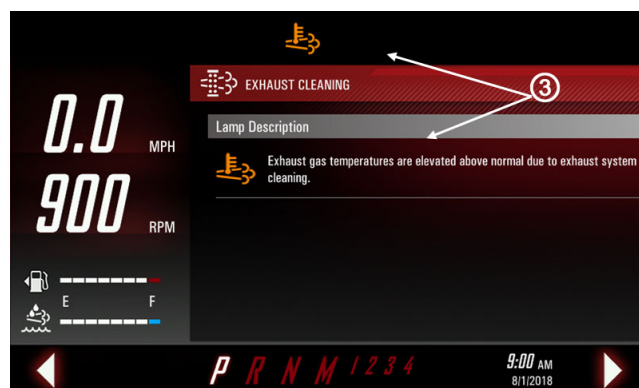 3
EXHAUST CLEANING
Lamp Description
Exhaust gas temperatures are elevated above normal due to exhaust system
cleaning.
0.0 MPH
900 RPM
E F
P R N M 1 2 3 4
9:00 AM
8/1/2018